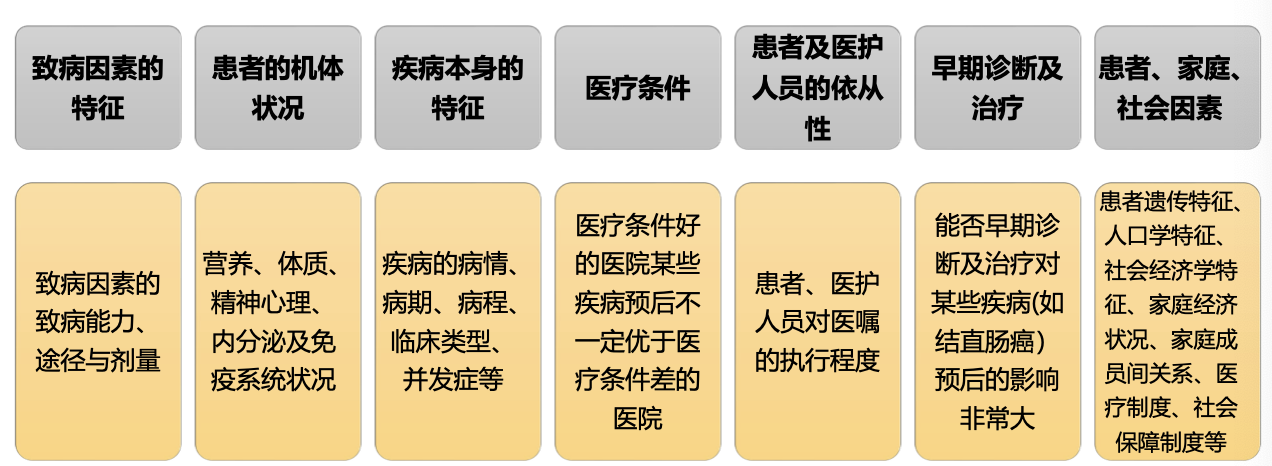 致病因素的
特征
患者的机体
状况
疾病本身的
特征
医疗条件
患者及医护
人员的依从
性
早期诊断及
治疗
患者、家庭、
社会因素
致病因素的
致病能力、
途径与剂量
营养、体质、
精神心理、
内分泌及免
疫系统状况
疾病的病情、
病期、病程、
临床类型、
并发症等
医疗条件好
的医院某些
疾病预后不
一定优于医
疗条件差的
医院
患者、医护
人员对医嘱
的执行程度
能否早期诊
断及治疗对
某些疾病(如
结直肠癌）
预后的影响
非常大
患者遗传特征、
人口学特征、
社会经济学特
征、家庭经济
状况、家庭成
员间关系、医
疗制度、社会
保障制度等